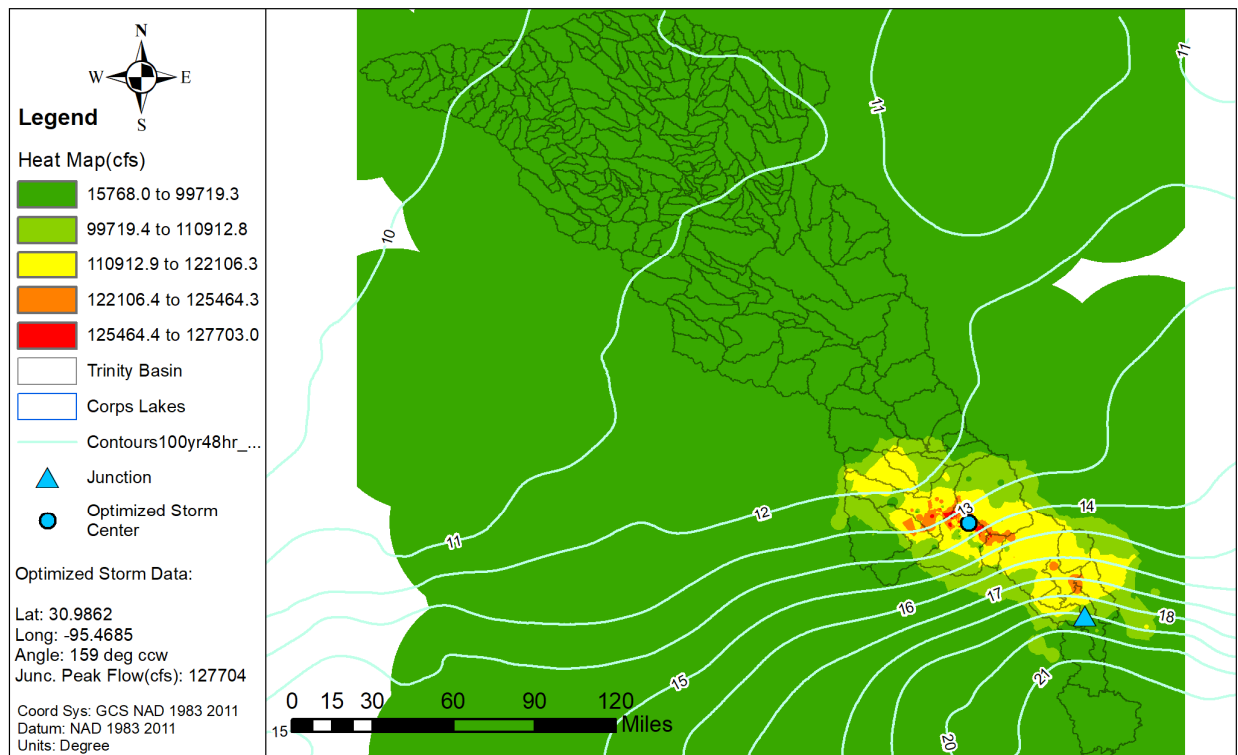 N
W E
S
Legend
Heat Map(cfs)
15768.0 to 99719.3
99719.4 to 110912.8
110912.9 to 122106.3
122106.4 to 125464.3
125464.4 to 127703.0
Trinity Basin
Corps Lakes
Contours100yr48hr_...
Junction
Optimized Storm
Center
Optimized Storm Data:
Lat: 30.9862
Long: -95.4685
Angle: 159 deg ccw
Junc. Peak Flow(cfs): 127704
Coord Sys: GCS NAD 1983 2011
Datum: NAD 1983 2011
Units: Degree
11
11
10
13
14
12
11
17
16
18
15
21
20
15
0 15 30 60 90 120
Miles